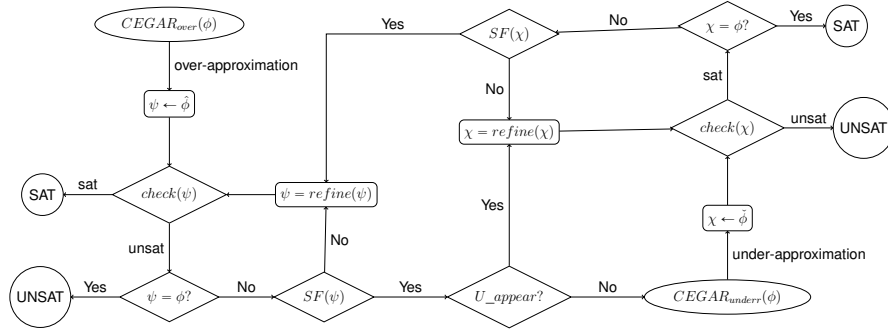 CEGAR_over(ϕ)
over-approximation
ψ ← ϕ̂
check(ψ)
sat
SAT
unsat
ψ = ϕ?
Yes
UNSAT
No
SF(ψ)
No
ψ = refine(ψ)
Yes
U_appear?
Yes
No
χ = refine(χ)
No
SF(χ)
Yes
No
χ = ϕ?
Yes
SAT
sat
check(χ)
unsat
UNSAT
χ ← ϕ̌
under-approximation
CEGAR_underr(ϕ)